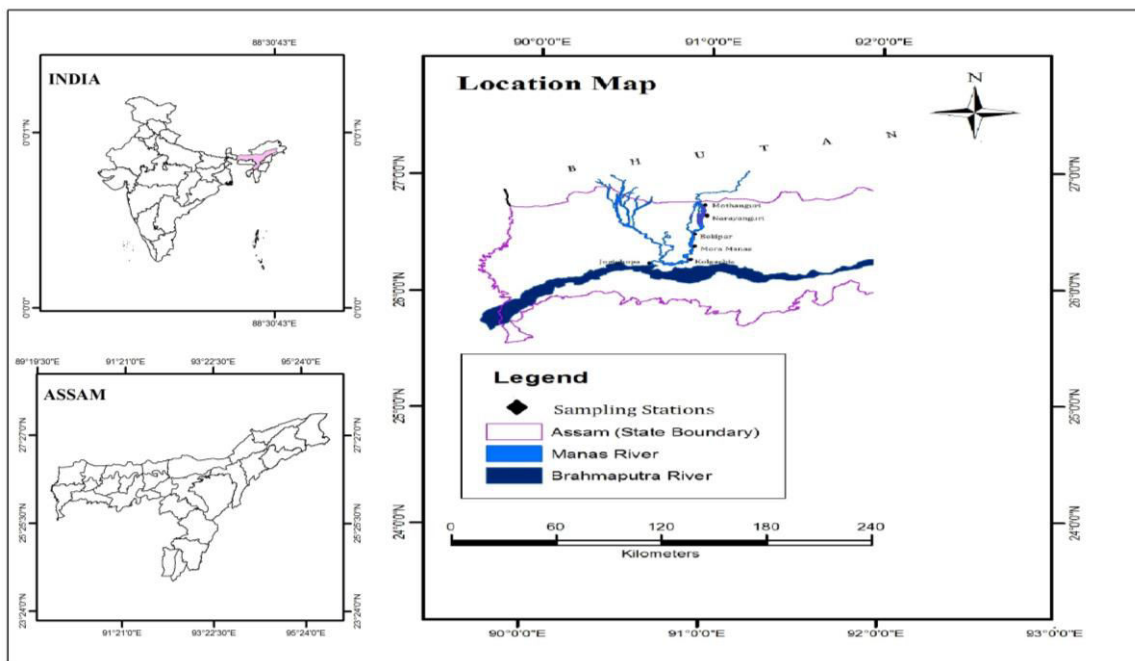 88°30'43"E
INDIA
0°0'1"N
0°0'1"N
0°0'0"
0°0'0"
88°30'43"E
89°19'30"E
91°21'0"E
93°22'30"E
95°24'0"E
ASSAM
27°27'0"N
27°27'0"N
25°25'30"N
25°25'30"N
23°24'0"N
23°24'0"N
91°21'0"E
93°22'30"E
95°24'0"E
90°0'0"E
91°0'0"E
92°0'0"E
Location Map
N
B H U T A N
27°0'0"N
27°0'0"N
Mothanguri
Narayanguri
Bekipar
Mora Manas
Kalgachia
26°0'0"N
26°0'0"N
Legend
Sampling Stations
Assam (State Boundary)
Manas River
Brahmaputra River
25°0'0"N
25°0'0"N
24°0'0"N
24°0'0"N
0 60 120 180 240
Kilometers
90°0'0"E
91°0'0"E
92°0'0"E
93°0'0"E